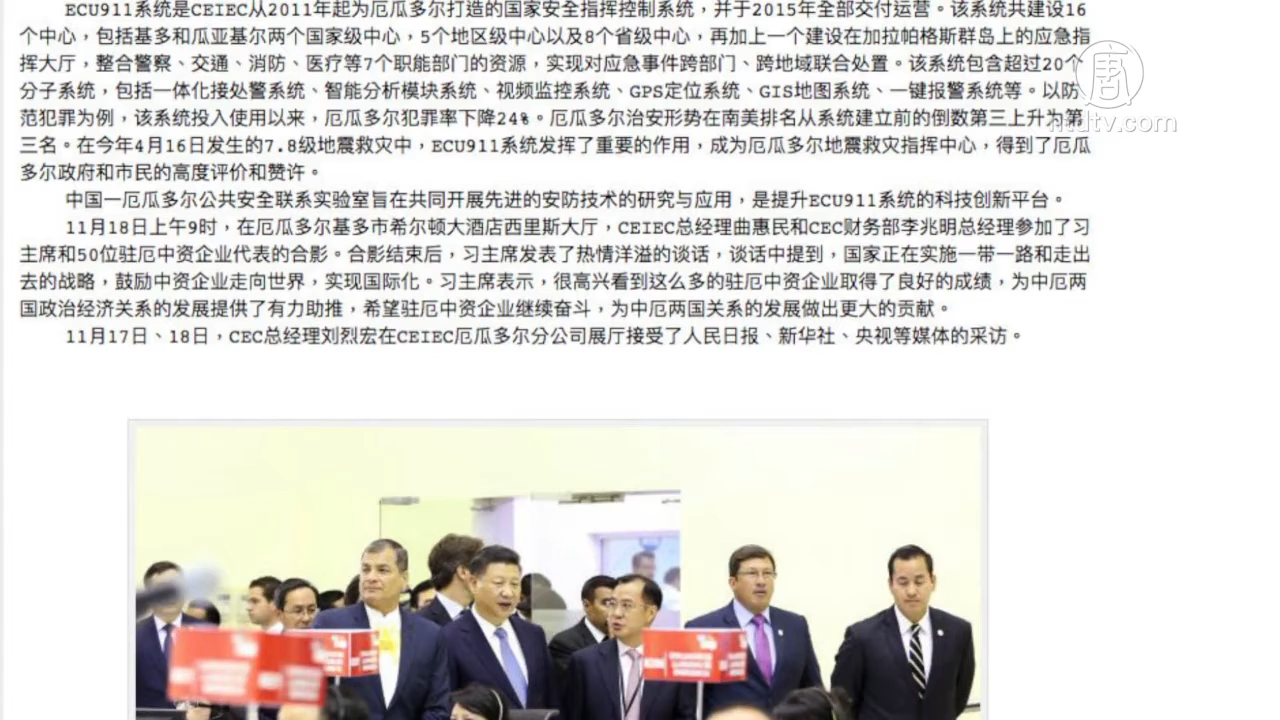 ECU911系统是CEIEC从2011年起为厄瓜多尔打造的国家安全指挥控制系统，并于2015年全部交付运营。该系统共建设16
个中心，包括基多和瓜亚基尔两个国家级中心，5个地区级中心以及8个省级中心，再加上一个建设在加拉帕格斯群岛上的应急指
挥大厅，整合警察、交通、消防、医疗等7个职能部门的资源，实现对应急事件跨部门、跨地域联合处置。该系统包含超过20个
分子系统，包括一体化接处警系统、智能分析模块系统、视频监控系统、GPS定位系统、GIS地图系统、一键报警系统等。以防
范犯罪为例，该系统投入使用以来，厄瓜多尔犯罪率下降24%。厄瓜多尔治安形势在南美排名从系统建立前的倒数第三上升为第
三名。在今年4月16日发生的7.8级地震救灾中，ECU911系统发挥了重要的作用，成为厄瓜多尔地震救灾指挥中心，得到了厄瓜
多尔政府和市民的高度评价和赞许。
中国一厄瓜多尔公共安全联系实验室旨在共同开展先进的安防技术的研究与应用，是提升ECU911系统的科技创新平台。
11月18日上午9时，在厄瓜多尔基多市希尔顿大酒店西里斯大厅，CEIEC总经理曲惠民和CEC财务部李兆明总经理参加了习
主席和50位驻厄中资企业代表的合影。合影结束后，习主席发表了热情洋溢的谈话，谈话中提到，国家正在实施一带一路和走出
去的战略，鼓励中资企业走向世界，实现国际化。习主席表示，很高兴看到这么多的驻厄中资企业取得了良好的成绩，为中厄两
国政治经济关系的发展提供了有力助推，希望驻厄中资企业继续奋斗，为中厄两国关系的发展做出更大的贡献。
11月17日、18日，CEC总经理刘烈宏在CEIEC厄瓜多尔分公司展厅接受了人民日报、新华社、央视等媒体的采访。
唐
ntdtv.com